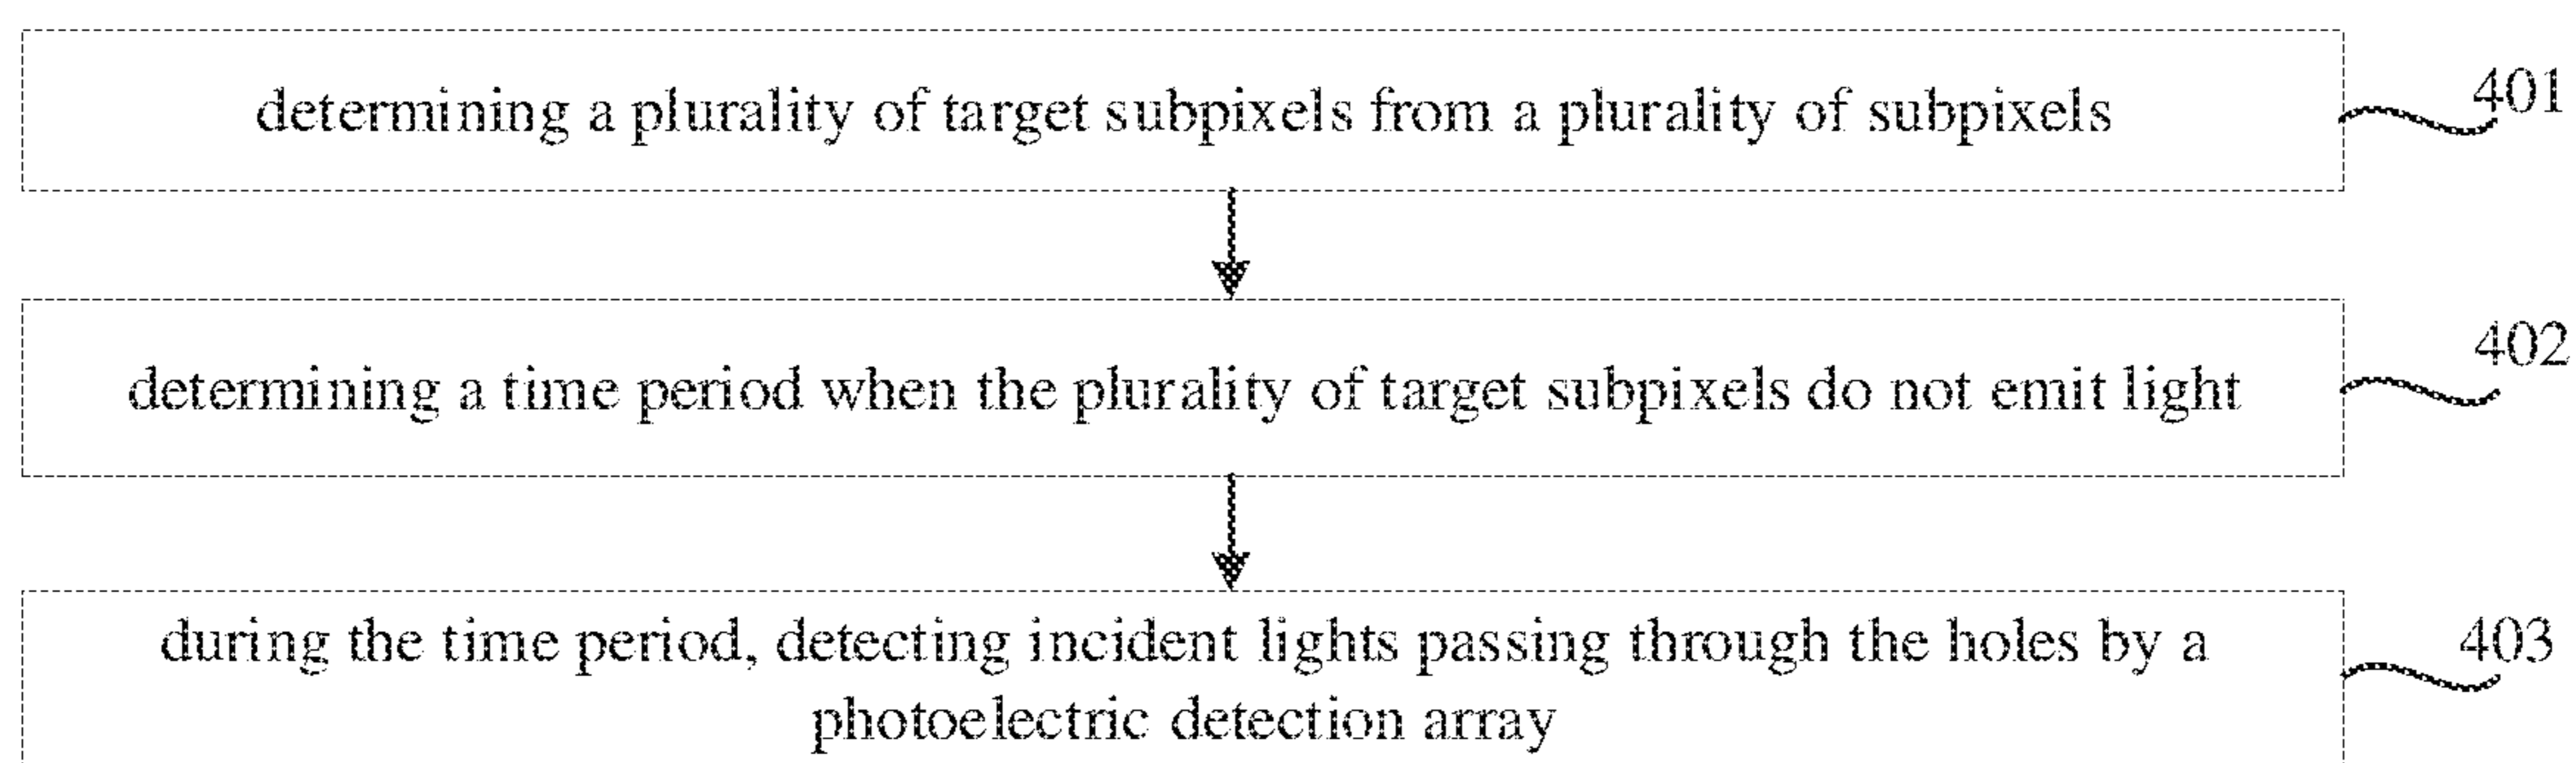 determining a plurality of target subpixels from a plurality of subpixels
401
determining a time period when the plurality of target subpixels do not emit light
402
during the time period, detecting incident lights passing through the holes by a
photoelectric detection array
403